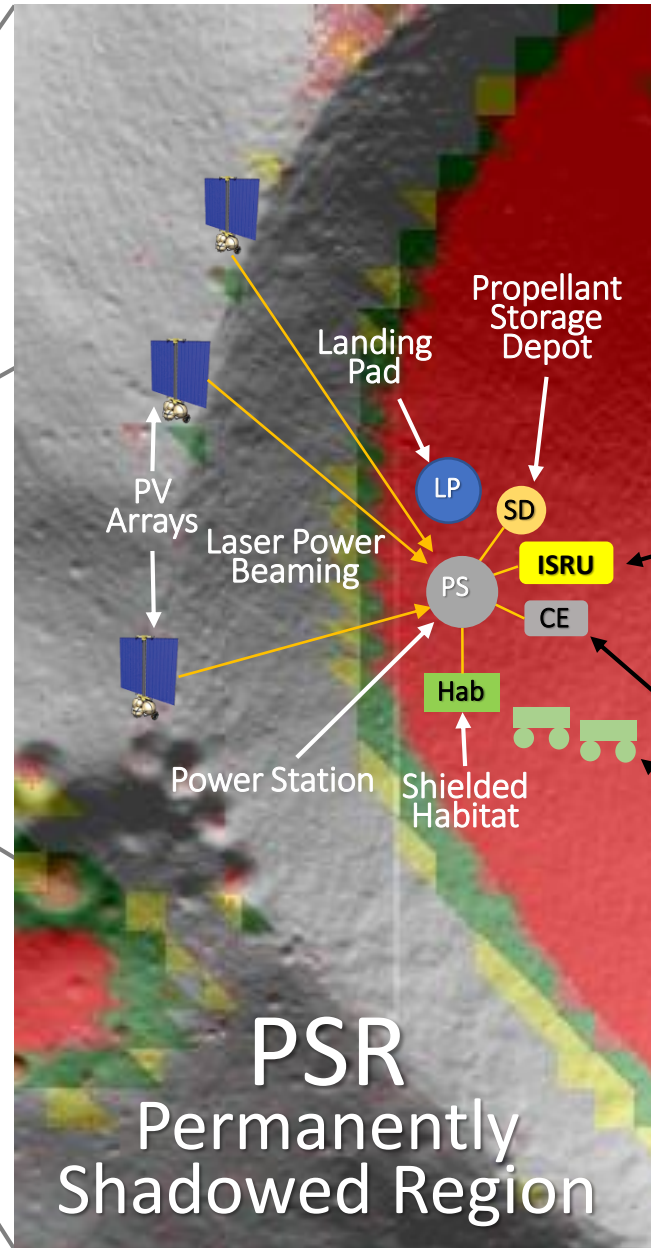 Propellant
Storage
Depot
Landing
Pad
LP
SD
PV
Arrays
Laser Power
Beaming
ISRU
PS
CE
Hab
Power Station
Shielded
Habitat
PSR
Permanently
Shadowed Region